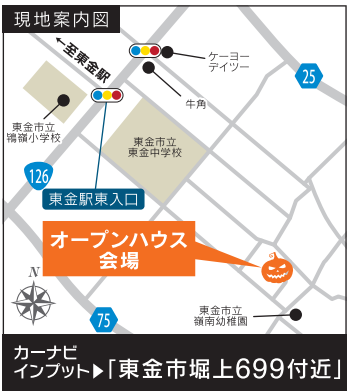 現地案内図
←至東金駅
ケーヨー
デイツー
25
牛角
東金市立
鴇嶺小学校
東金市立
東金中学校
126
東金駅東入口
オープンハウス
会場
N
東金市立
嶺南幼稚園
75
カーナビ
インプット▶「東金市堀上699付近」